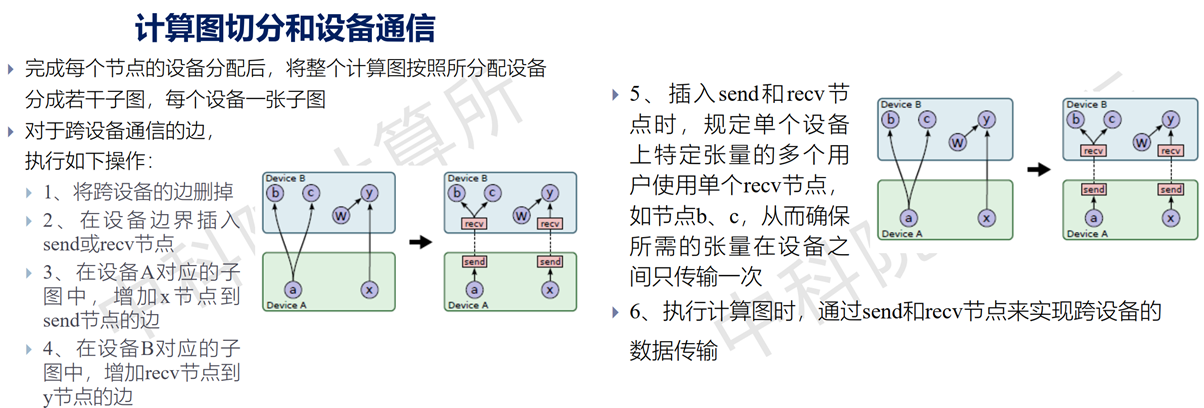 计算图切分和设备通信
完成每个节点的设备分配后，将整个计算图按照所分配设备
分成若干子图，每个设备一张子图
对于跨设备通信的边，
执行如下操作：
1、将跨设备的边删掉
2、在设备边界插入
send或recv节点
3、在设备A对应的子
图中，增加x节点到
send节点的边
4、在设备B对应的子
图中，增加recv节点到
y节点的边
Device B
b c y
W
a x
Device A
Device B
b c y
W
recv recv
send send
a x
Device A
5、插入send和recv节
点时，规定单个设备
上特定张量的多个用
户使用单个recv节点，
如节点b、c，从而确保
所需的张量在设备之
间只传输一次
6、执行计算图时，通过send和recv节点来实现跨设备的
数据传输
Device B
b c y
W
a x
Device A
Device B
b c y
W
recv recv
send send
a x
Device A
中科院计算所
中科院